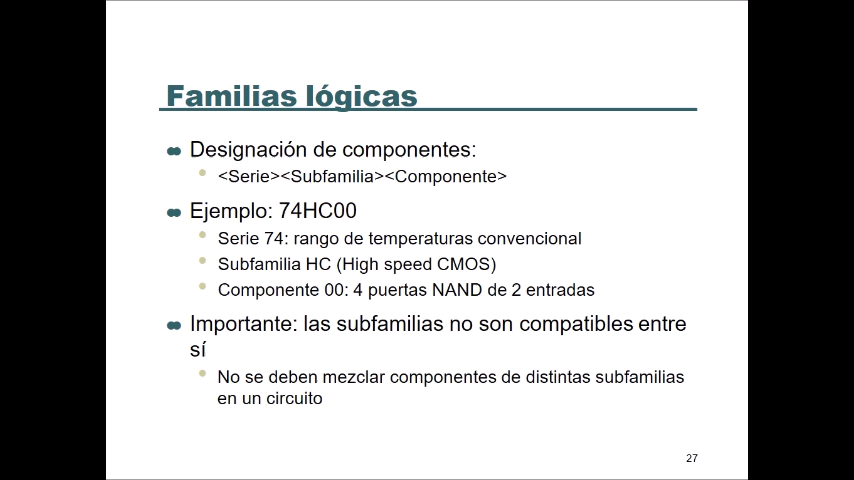 Familias lógicas
Designación de componentes:
<Serie><Subfamilia><Componente>
Ejemplo: 74HC00
Serie 74: rango de temperaturas convencional
Subfamilia HC (High speed CMOS)
Componente 00: 4 puertas NAND de 2 entradas
Importante: las subfamilias no son compatibles entre
sí
No se deben mezclar componentes de distintas subfamilias
en un circuito
27